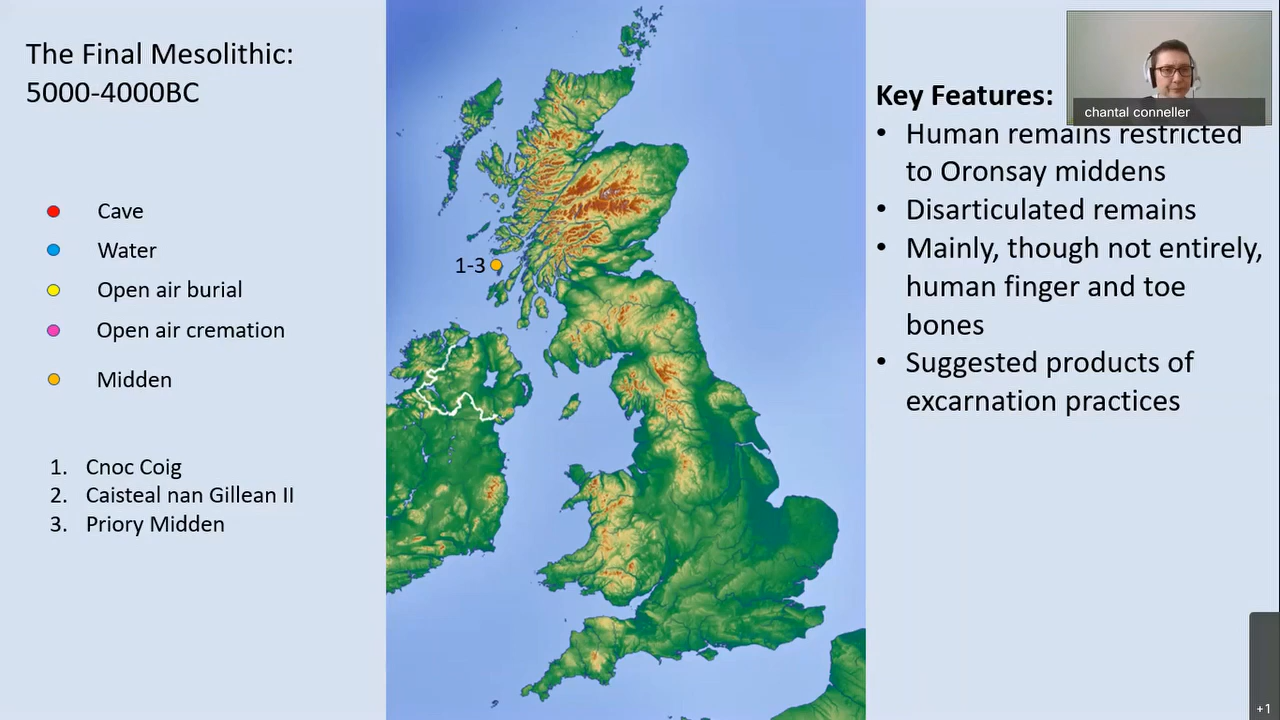 The Final Mesolithic:
5000-4000BC
Cave
Water
Open air burial
Open air cremation
Midden
1. Cnoc Coig
2. Caisteal nan Gillean II
3. Priory Midden
1-3
chantal conneller
Key Features:
• Human remains restricted
to Oronsay middens
• Disarticulated remains
• Mainly, though not entirely,
human finger and toe
bones
• Suggested products of
excarnation practices
+1